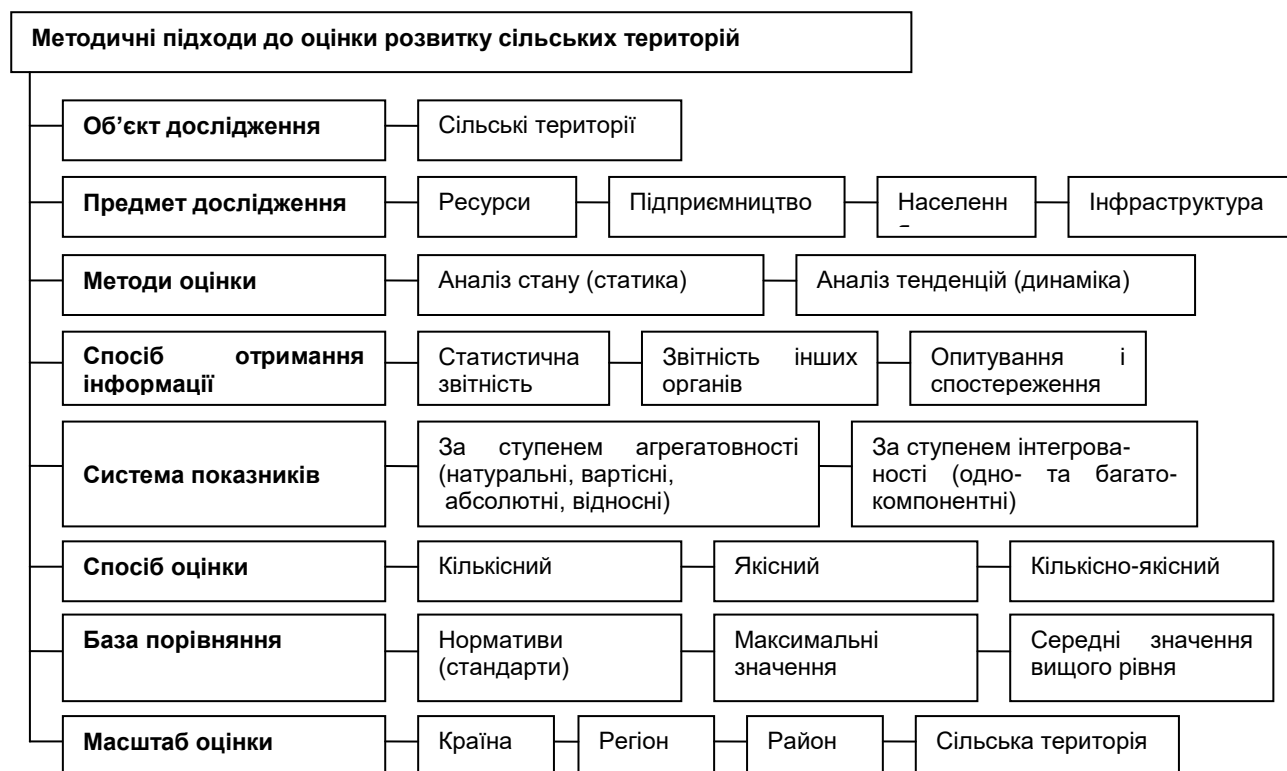 Методичні підходи до оцінки розвитку сільських територій
Об’єкт дослідження
Сільські території
Предмет дослідження
Ресурси
Підприємництво
Населенн
Інфраструктура
Методи оцінки
Аналіз стану (статика)
Аналіз тенденцій (динаміка)
Спосіб отримання
інформації
Статистична
звітність
Звітність інших
органів
Опитування і
спостереження
Система показників
За ступенем агрегатовності
(натуральні, вартісні,
абсолютні, відносні)
За ступенем інтегрова-
ності (одно- та багато-
компонентні)
Спосіб оцінки
Кількісний
Якісний
Кількісно-якісний
База порівняння
Нормативи
(стандарти)
Максимальні
значення
Середні значення
вищого рівня
Масштаб оцінки
Країна
Регіон
Район
Сільська територія